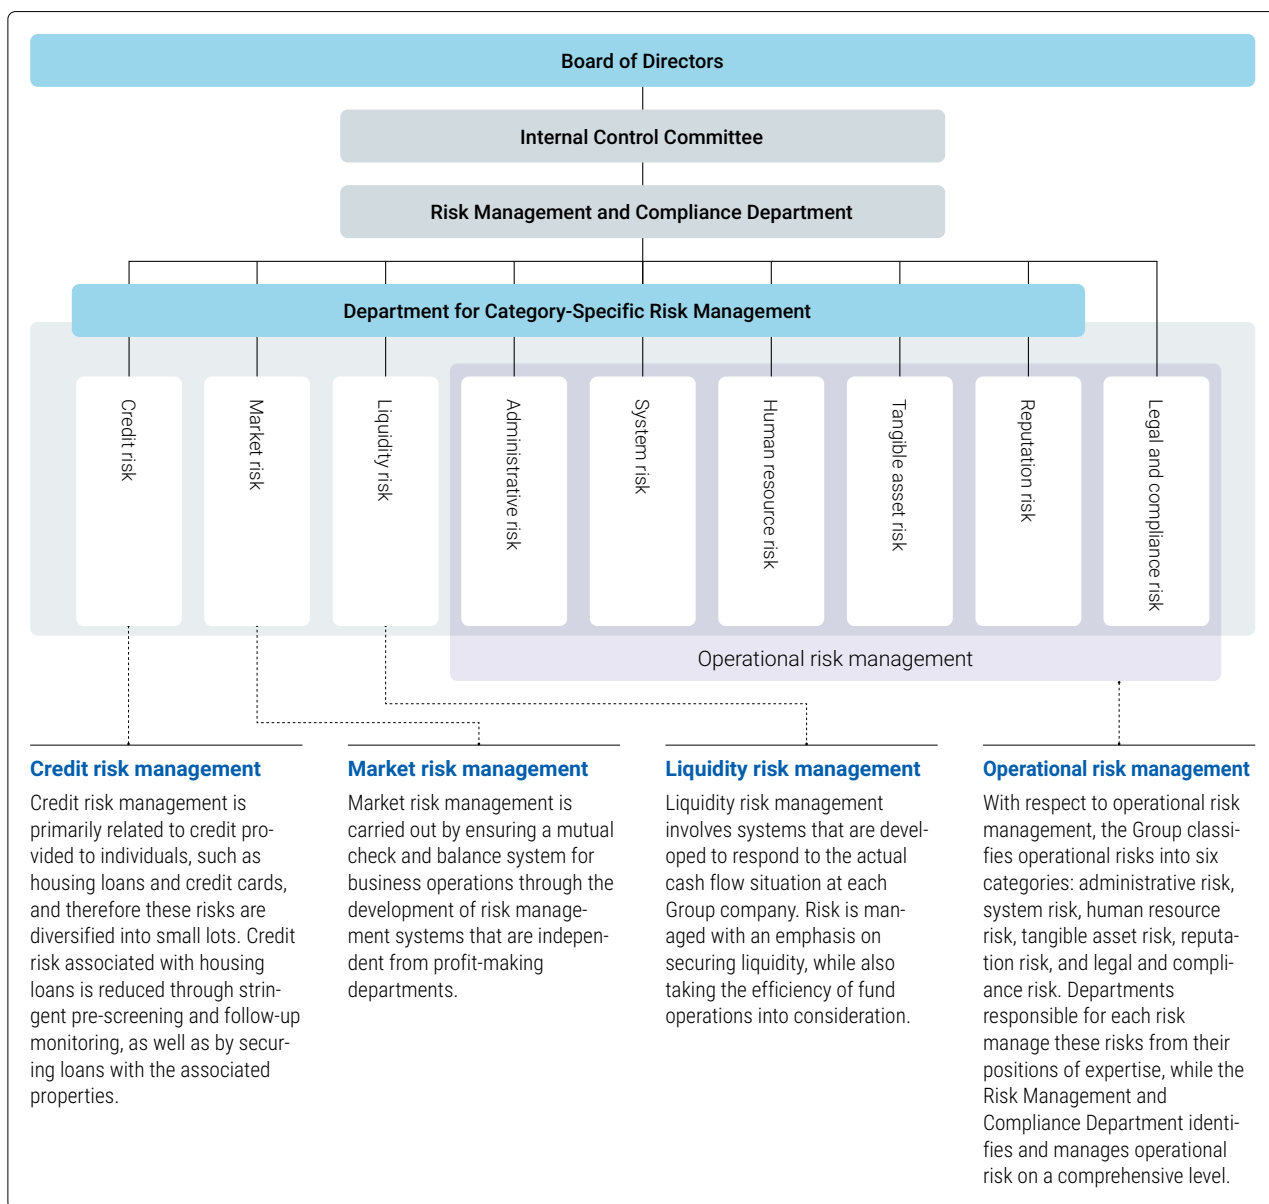 Board of Directors
Internal Control Committee
Risk Management and Compliance Department
Department for Category-Specific Risk Management
Credit risk
Market risk
Liquidity risk
Administrative risk
System risk
Human resource risk
Tangible asset risk
Reputation risk
Legal and compliance risk
Operational risk management
Credit risk management
Credit risk management is
primarily related to credit pro-
vided to individuals, such as
housing loans and credit cards,
and therefore these risks are
diversified into small lots. Credit
risk associated with housing
loans is reduced through strin-
gent pre-screening and follow-up
monitoring, as well as by secur-
ing loans with the associated
properties.
Market risk management
Market risk management is
carried out by ensuring a mutual
check and balance system for
business operations through the
development of risk manage-
ment systems that are indepen-
dent from profit-making
departments.
Liquidity risk management
Liquidity risk management
involves systems that are devel-
oped to respond to the actual
cash flow situation at each
Group company. Risk is man-
aged with an emphasis on
securing liquidity, while also
taking the efficiency of fund
operations into consideration.
Operational risk management
With respect to operational risk
management, the Group classi-
fies operational risks into six
categories: administrative risk,
system risk, human resource
risk, tangible asset risk, reputa-
tion risk, and legal and compli-
ance risk. Departments
responsible for each risk
manage these risks from their
positions of expertise, while the
Risk Management and
Compliance Department identi-
fies and manages operational
risk on a comprehensive level.